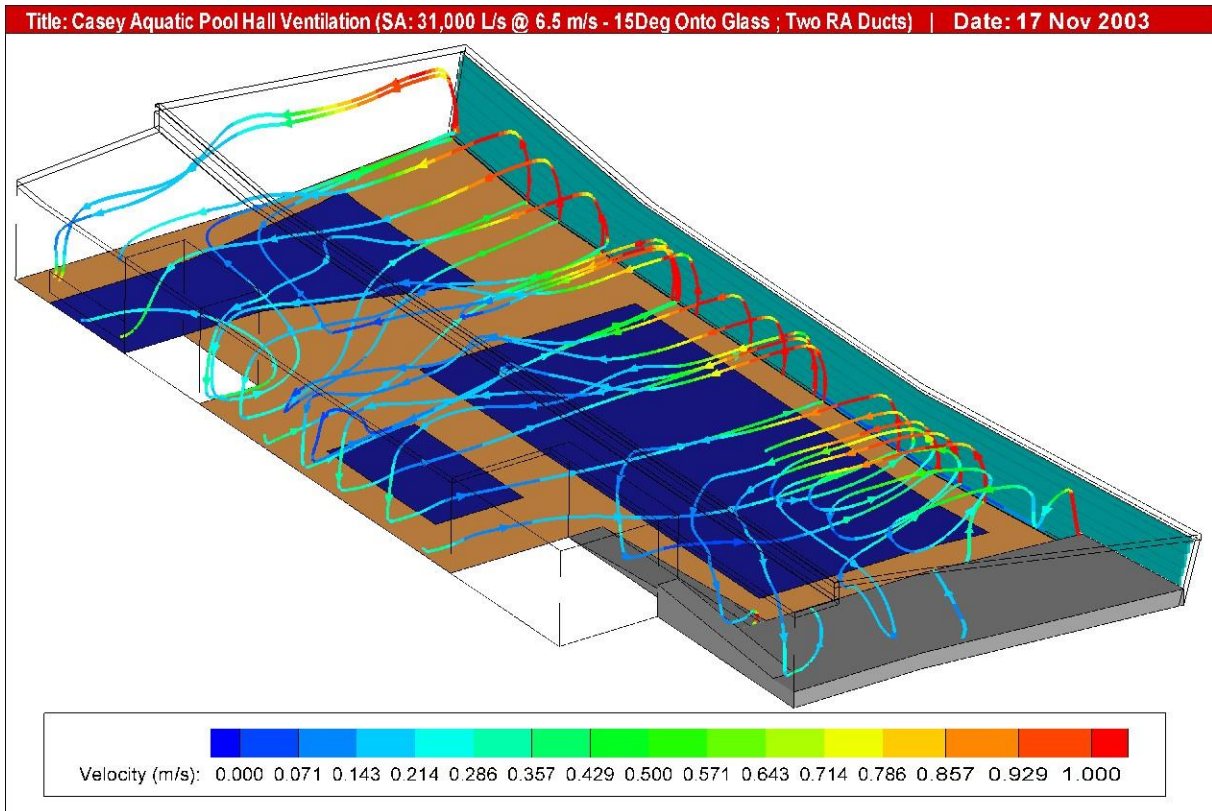 Title: Casey Aquatic Pool Hall Ventilation (SA: 31,000 L/s @ 6.5 m/s - 15Deg Onto Glass ; Two RA Ducts) | Date: 17 Nov 2003
Velocity (m/s): 0.000 0.071 0.143 0.214 0.286 0.357 0.429 0.500 0.571 0.643 0.714 0.786 0.857 0.929 1.000